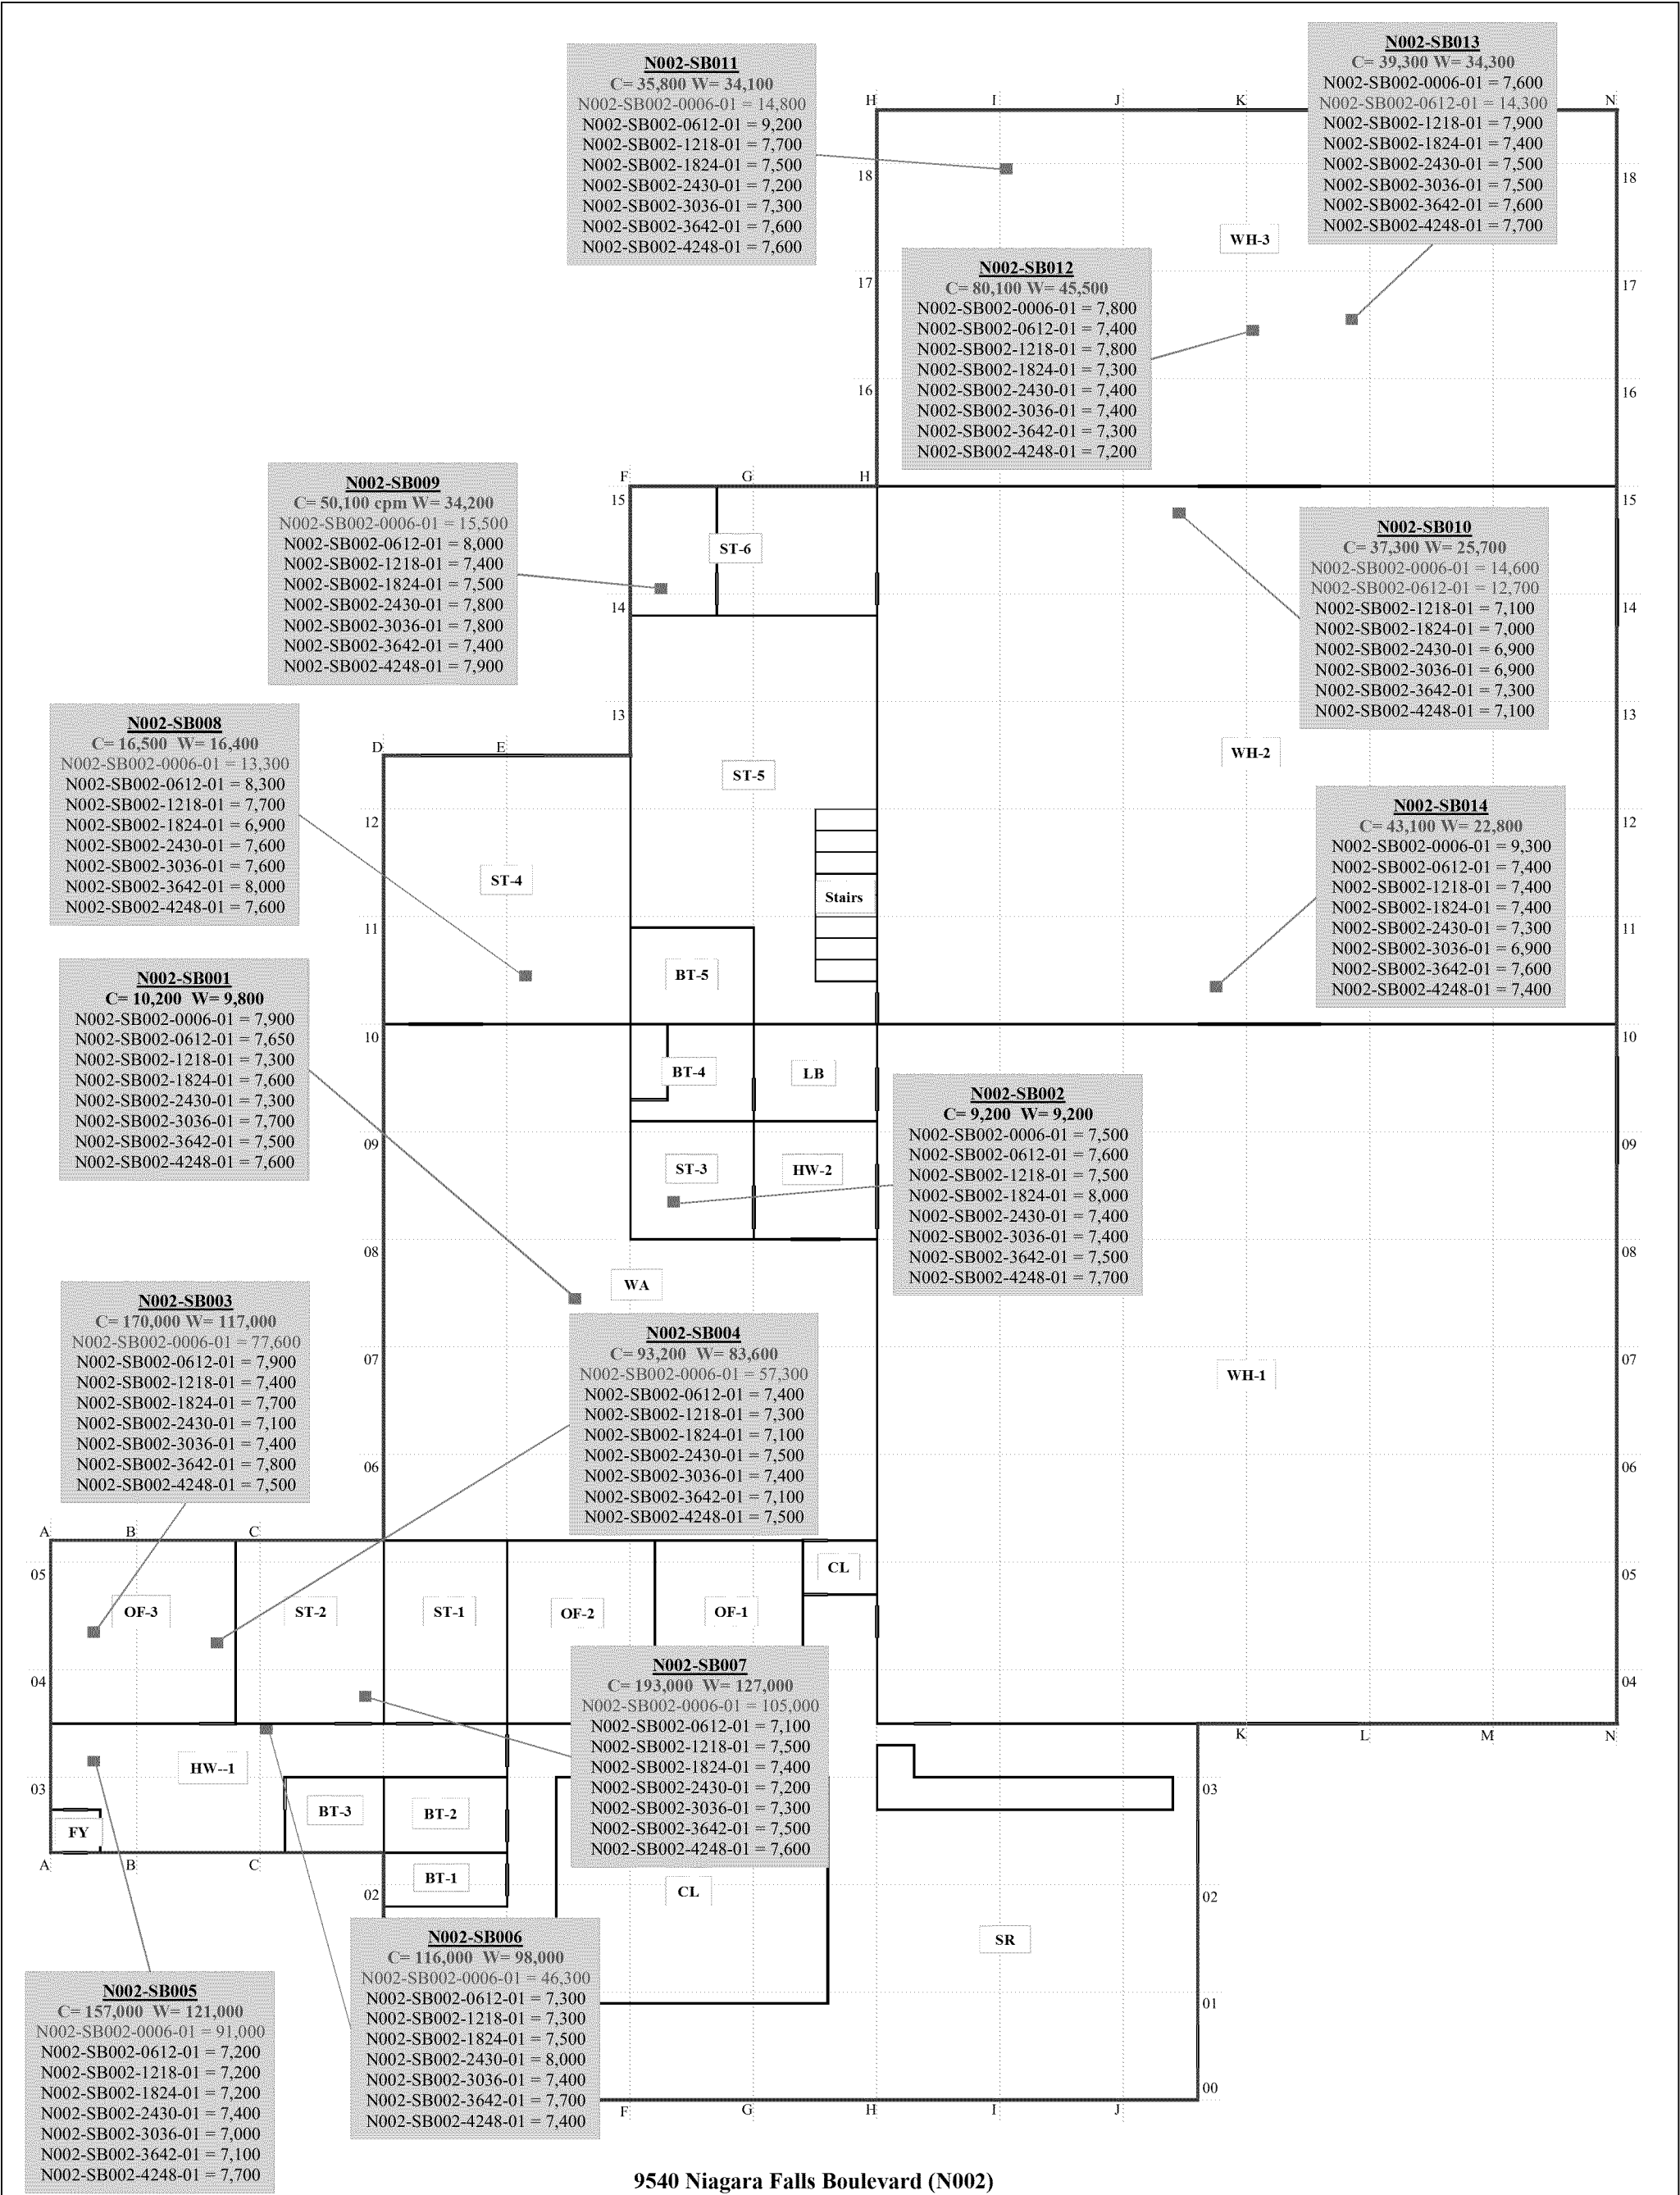 N002-SB011
C= 35,800 W= 34,100
N002-SB002-0006-01 = 14,800
N002-SB002-0612-01 = 9,200
N002-SB002-1218-01 = 7,700
N002-SB002-1824-01 = 7,500
N002-SB002-2430-01 = 7,200
N002-SB002-3036-01 = 7,300
N002-SB002-3642-01 = 7,600
N002-SB002-4248-01 = 7,600
N002-SB013
C= 39,300 W= 34,300
N002-SB002-0006-01 = 7,600
N002-SB002-0612-01 = 14,300
N002-SB002-1218-01 = 7,900
N002-SB002-1824-01 = 7,400
N002-SB002-2430-01 = 7,500
N002-SB002-3036-01 = 7,500
N002-SB002-3642-01 = 7,600
N002-SB002-4248-01 = 7,700
H I J K N
18 18
WH-3
17 17
N002-SB012
C= 80,100 W= 45,500
N002-SB002-0006-01 = 7,800
N002-SB002-0612-01 = 7,400
N002-SB002-1218-01 = 7,800
N002-SB002-1824-01 = 7,300
N002-SB002-2430-01 = 7,400
N002-SB002-3036-01 = 7,400
N002-SB002-3642-01 = 7,300
N002-SB002-4248-01 = 7,200
16 16
N002-SB009
C= 50,100 cpm W= 34,200
N002-SB002-0006-01 = 15,500
N002-SB002-0612-01 = 8,000
N002-SB002-1218-01 = 7,400
N002-SB002-1824-01 = 7,500
N002-SB002-2430-01 = 7,800
N002-SB002-3036-01 = 7,800
N002-SB002-3642-01 = 7,400
N002-SB002-4248-01 = 7,900
F G H
15 15
ST-6
N002-SB010
C= 37,300 W= 25,700
N002-SB002-0006-01 = 14,600
N002-SB002-0612-01 = 12,700
N002-SB002-1218-01 = 7,100
N002-SB002-1824-01 = 7,000
N002-SB002-2430-01 = 6,900
N002-SB002-3036-01 = 6,900
N002-SB002-3642-01 = 7,300
N002-SB002-4248-01 = 7,100
14 14
13 13
N002-SB008
C= 16,500 W= 16,400
N002-SB002-0006-01 = 13,300
N002-SB002-0612-01 = 8,300
N002-SB002-1218-01 = 7,700
N002-SB002-1824-01 = 6,900
N002-SB002-2430-01 = 7,600
N002-SB002-3036-01 = 7,600
N002-SB002-3642-01 = 8,000
N002-SB002-4248-01 = 7,600
D E
ST-5
WH-2
N002-SB014
C= 43,100 W= 22,800
N002-SB002-0006-01 = 9,300
N002-SB002-0612-01 = 7,400
N002-SB002-1218-01 = 7,400
N002-SB002-1824-01 = 7,400
N002-SB002-2430-01 = 7,300
N002-SB002-3036-01 = 6,900
N002-SB002-3642-01 = 7,600
N002-SB002-4248-01 = 7,400
12 12
ST-4
Stairs
11 11
BT-5
N002-SB001
C= 10,200 W= 9,800
N002-SB002-0006-01 = 7,900
N002-SB002-0612-01 = 7,650
N002-SB002-1218-01 = 7,300
N002-SB002-1824-01 = 7,600
N002-SB002-2430-01 = 7,300
N002-SB002-3036-01 = 7,700
N002-SB002-3642-01 = 7,500
N002-SB002-4248-01 = 7,600
10 10
BT-4 LB
N002-SB002
C= 9,200 W= 9,200
N002-SB002-0006-01 = 7,500
N002-SB002-0612-01 = 7,600
N002-SB002-1218-01 = 7,500
N002-SB002-1824-01 = 8,000
N002-SB002-2430-01 = 7,400
N002-SB002-3036-01 = 7,400
N002-SB002-3642-01 = 7,500
N002-SB002-4248-01 = 7,700
09 09
ST-3 HW-2
08 08
WA
N002-SB003
C= 170,000 W= 117,000
N002-SB002-0006-01 = 77,600
N002-SB002-0612-01 = 7,900
N002-SB002-1218-01 = 7,400
N002-SB002-1824-01 = 7,700
N002-SB002-2430-01 = 7,100
N002-SB002-3036-01 = 7,400
N002-SB002-3642-01 = 7,800
N002-SB002-4248-01 = 7,500
N002-SB004
C= 93,200 W= 83,600
N002-SB002-0006-01 = 57,300
N002-SB002-0612-01 = 7,400
N002-SB002-1218-01 = 7,300
N002-SB002-1824-01 = 7,100
N002-SB002-2430-01 = 7,500
N002-SB002-3036-01 = 7,400
N002-SB002-3642-01 = 7,100
N002-SB002-4248-01 = 7,500
07 07
WH-1
06 06
A B C
05 05
CL
OF-3 ST-2 ST-1 OF-2 OF-1
04 04
N002-SB007
C= 193,000 W= 127,000
N002-SB002-0006-01 = 105,000
N002-SB002-0612-01 = 7,100
N002-SB002-1218-01 = 7,500
N002-SB002-1824-01 = 7,400
N002-SB002-2430-01 = 7,200
N002-SB002-3036-01 = 7,300
N002-SB002-3642-01 = 7,500
N002-SB002-4248-01 = 7,600
K L M N
HW--1
03 03
BT-3 BT-2
FY
A B C
BT-1
02 02
CL
SR
N002-SB006
C= 116,000 W= 98,000
N002-SB002-0006-01 = 46,300
N002-SB002-0612-01 = 7,300
N002-SB002-1218-01 = 7,300
N002-SB002-1824-01 = 7,500
N002-SB002-2430-01 = 8,000
N002-SB002-3036-01 = 7,400
N002-SB002-3642-01 = 7,700
N002-SB002-4248-01 = 7,400
N002-SB005
C= 157,000 W= 121,000
N002-SB002-0006-01 = 91,000
N002-SB002-0612-01 = 7,200
N002-SB002-1218-01 = 7,200
N002-SB002-1824-01 = 7,200
N002-SB002-2430-01 = 7,400
N002-SB002-3036-01 = 7,000
N002-SB002-3642-01 = 7,100
N002-SB002-4248-01 = 7,700
01
00
F G H I J
9540 Niagara Falls Boulevard (N002)